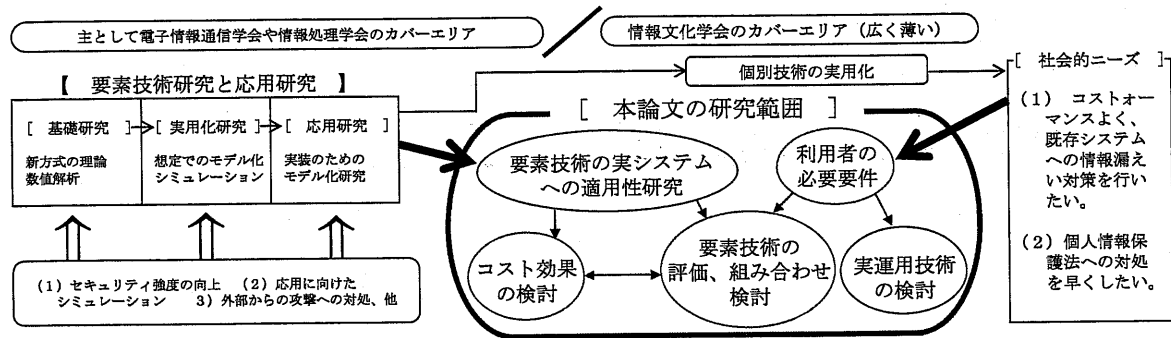 主として電子情報通信学会や情報処理学会のカバーエリア
情報文化学会のカバーエリア（広く薄い）
【 要素技術研究と応用研究 】
[ 基礎研究 ]
新方式の理論
数値解析
[ 実用化研究 ]
想定でのモデル化
シミュレーション
[ 応用研究 ]
実装のための
モデル化研究
(1) セキュリティ強度の向上 (2) 応用に向けた
シミュレーション 3) 外部からの攻撃への対処、他
個別技術の実用化
[ 本論文の研究範囲 ]
要素技術の実システム
への適用性研究
利用者の
必要要件
コスト効果
の検討
要素技術の
評価、組み合わせ
検討
実運用技術
の検討
[ 社会的ニーズ ]
(1) コストォー
マンスよく、
既存システム
への情報漏え
い対策を行い
たい。
(2) 個人情報保
護法への対処
を早くしたい。